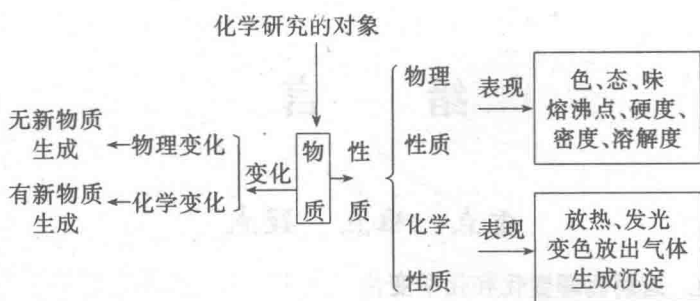 化学研究的对象
无新物质
生成
物理变化
有新物质
生成
化学变化
变化
物
质
性
质
物理
性质
表现
色、态、味
熔沸点、硬度、
密度、溶解度
化学
性质
表现
放热、发光
变色放出气体
生成沉淀